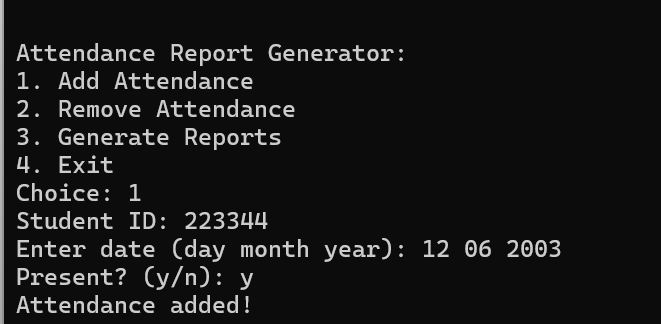 Attendance Report Generator:
1. Add Attendance
2. Remove Attendance
3. Generate Reports
4. Exit
Choice: 1
Student ID: 223344
Enter date (day month year): 12 06 2003
Present? (y/n): y
Attendance added!